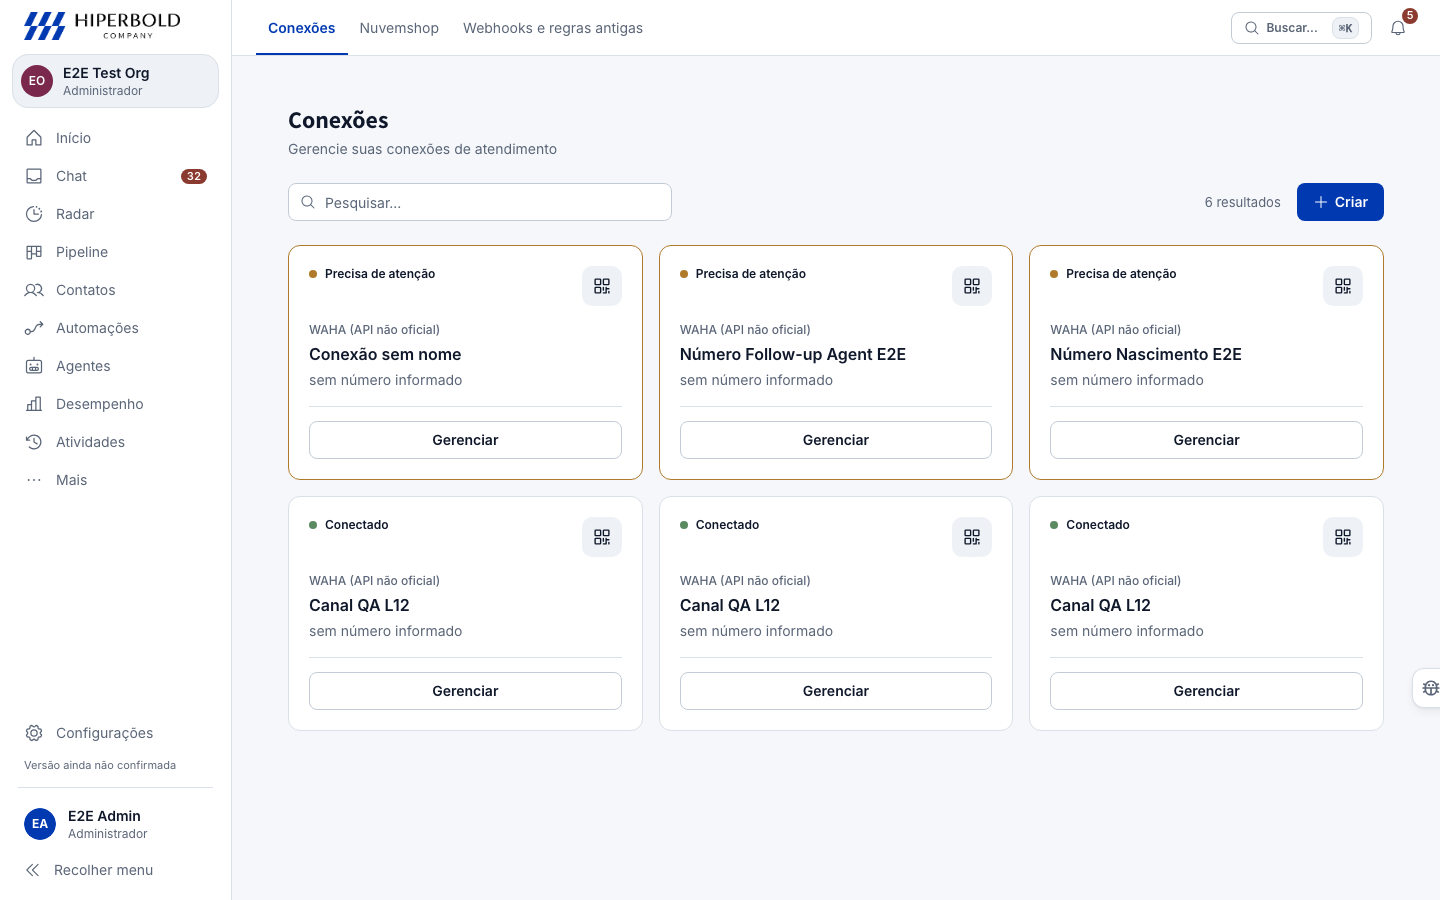 HIPERBOLD
COMPANY
EO
E2E Test Org
Administrador
Início
Chat
32
Radar
Pipeline
Contatos
Automações
Agentes
Desempenho
Atividades
Mais
Configurações
Versão ainda não confirmada
EA
E2E Admin
Administrador
Recolher menu
Conexões
Nuvemshop
Webhooks e regras antigas
Buscar...
⌘K
5
Conexões
Gerencie suas conexões de atendimento
Pesquisar...
6 resultados
Criar
Precisa de atenção
WAHA (API não oficial)
Conexão sem nome
sem número informado
Gerenciar
Precisa de atenção
WAHA (API não oficial)
Número Follow-up Agent E2E
sem número informado
Gerenciar
Precisa de atenção
WAHA (API não oficial)
Número Nascimento E2E
sem número informado
Gerenciar
Conectado
WAHA (API não oficial)
Canal QA L12
sem número informado
Gerenciar
Conectado
WAHA (API não oficial)
Canal QA L12
sem número informado
Gerenciar
Conectado
WAHA (API não oficial)
Canal QA L12
sem número informado
Gerenciar